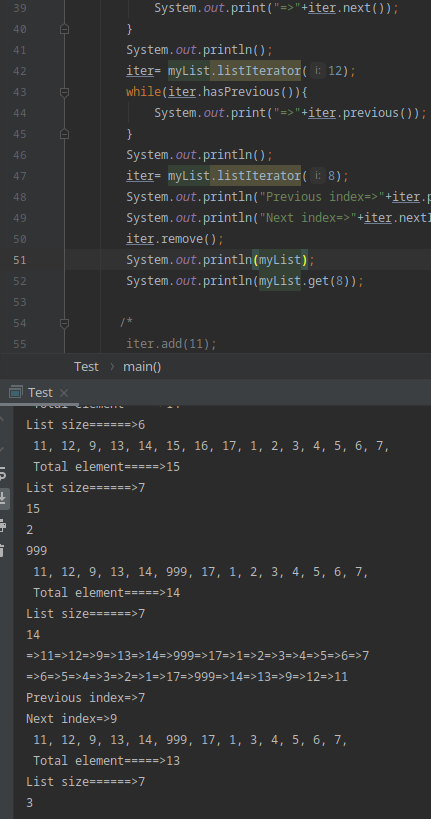 39 System.out.print("=>"+iter.next());
40 }
41 System.out.println();
42 iter= myList.listIterator( i: 12);
43 while(iter.hasPrevious()){
44 System.out.print("=>"+iter.previous());
45 }
46 System.out.println();
47 iter= myList.listIterator( i: 8);
48 System.out.println("Previous index=>"+iter.p
49 System.out.println("Next index=>"+iter.nextI
50 iter.remove();
51 System.out.println(myList);
52 System.out.println(myList.get(8));
53
54 /*
55 iter.add(11);
Test > main()
Test ×
Total element
List size======>6
11, 12, 9, 13, 14, 15, 16, 17, 1, 2, 3, 4, 5, 6, 7,
Total element=====>15
List size======>7
15
2
999
11, 12, 9, 13, 14, 999, 17, 1, 2, 3, 4, 5, 6, 7,
Total element=====>14
List size======>7
14
=>11=>12=>9=>13=>14=>999=>17=>1=>2=>3=>4=>5=>6=>7
=>6=>5=>4=>3=>2=>1=>17=>999=>14=>13=>9=>12=>11
Previous index=>7
Next index=>9
11, 12, 9, 13, 14, 999, 17, 1, 3, 4, 5, 6, 7,
Total element=====>13
List size======>7
3